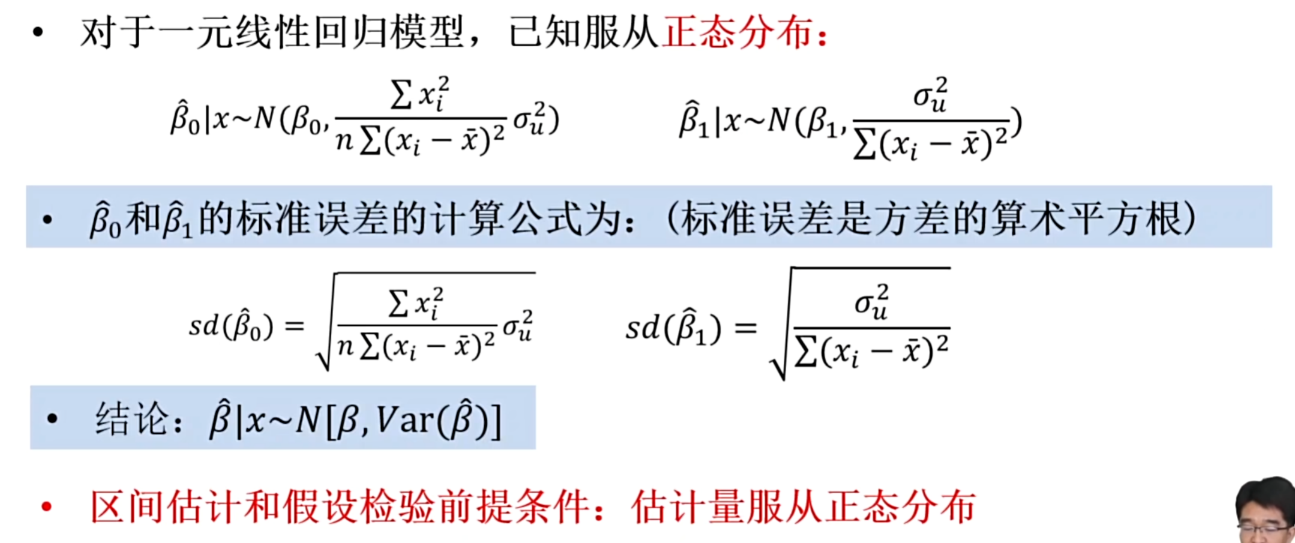 • 对于一元线性回归模型，已知服从正态分布：
$\hat{\beta}_0|x \sim N(\beta_0, \frac{\sum x_i^2}{n\sum(x_i - \bar{x})^2}\sigma_u^2)$ $\hat{\beta}_1|x \sim N(\beta_1, \frac{\sigma_u^2}{\sum(x_i - \bar{x})^2})$
• $\hat{\beta}_0$和$\hat{\beta}_1$的标准误差的计算公式为：(标准误差是方差的算术平方根)
$sd(\hat{\beta}_0) = \sqrt{\frac{\sum x_i^2}{n\sum(x_i - \bar{x})^2}\sigma_u^2}$ $sd(\hat{\beta}_1) = \sqrt{\frac{\sigma_u^2}{\sum(x_i - \bar{x})^2}}$
• 结论：$\hat{\beta}|x \sim N[\beta, Var(\hat{\beta})]$
• 区间估计和假设检验前提条件：估计量服从正态分布